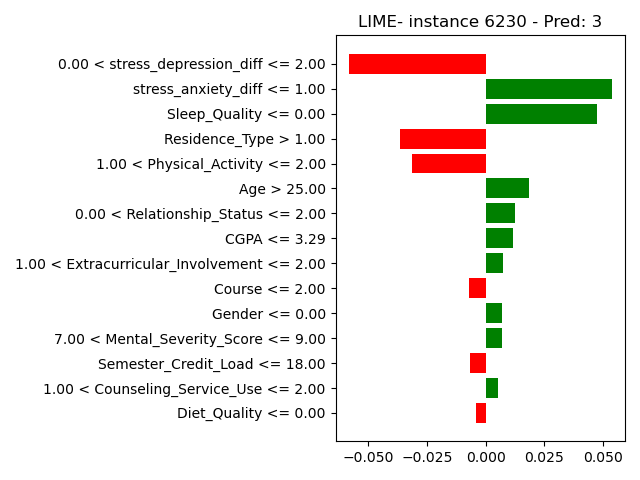 LIME- instance 6230 - Pred: 3
0.00 < stress_depression_diff <= 2.00
stress_anxiety_diff <= 1.00
Sleep_Quality <= 0.00
Residence_Type > 1.00
1.00 < Physical_Activity <= 2.00
Age > 25.00
0.00 < Relationship_Status <= 2.00
CGPA <= 3.29
1.00 < Extracurricular_Involvement <= 2.00
Course <= 2.00
Gender <= 0.00
7.00 < Mental_Severity_Score <= 9.00
Semester_Credit_Load <= 18.00
1.00 < Counseling_Service_Use <= 2.00
Diet_Quality <= 0.00
−0.050 −0.025 0.000 0.025 0.050